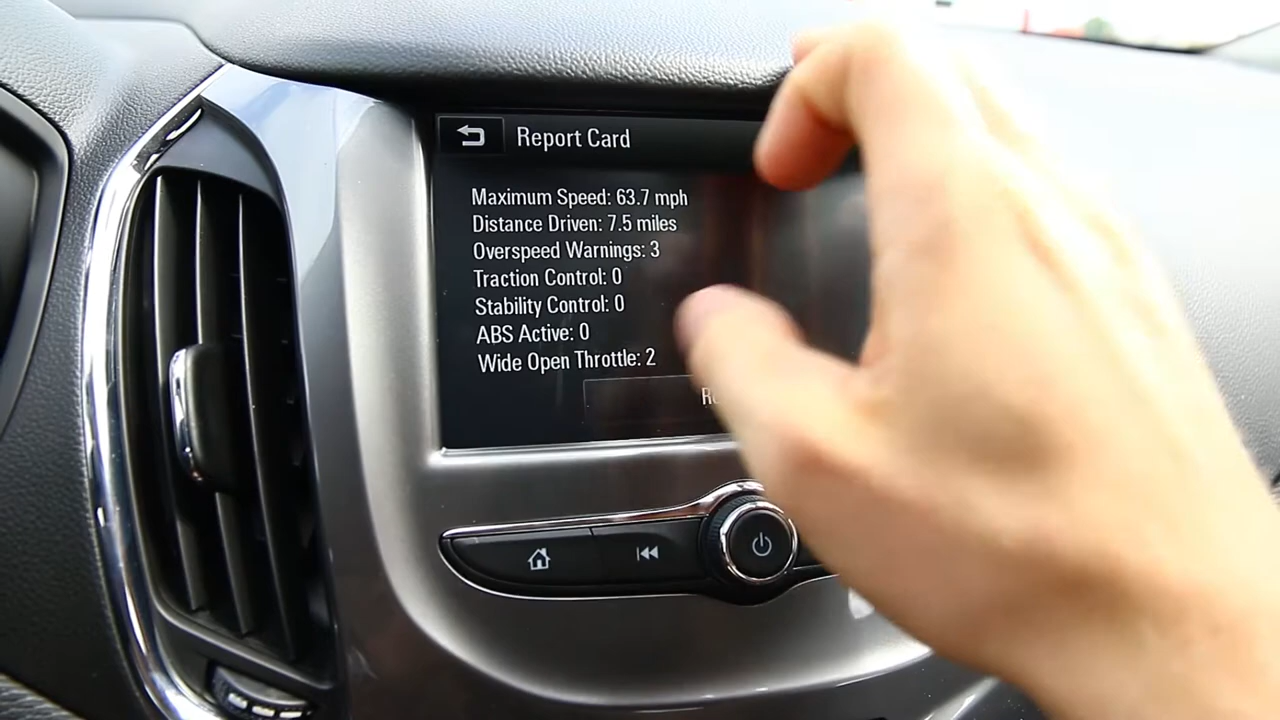 Report Card
Maximum Speed: 63.7 mph
Distance Driven: 7.5 miles
Overspeed Warnings: 3
Traction Control: 0
Stability Control: 0
ABS Active: 0
Wide Open Throttle: 2